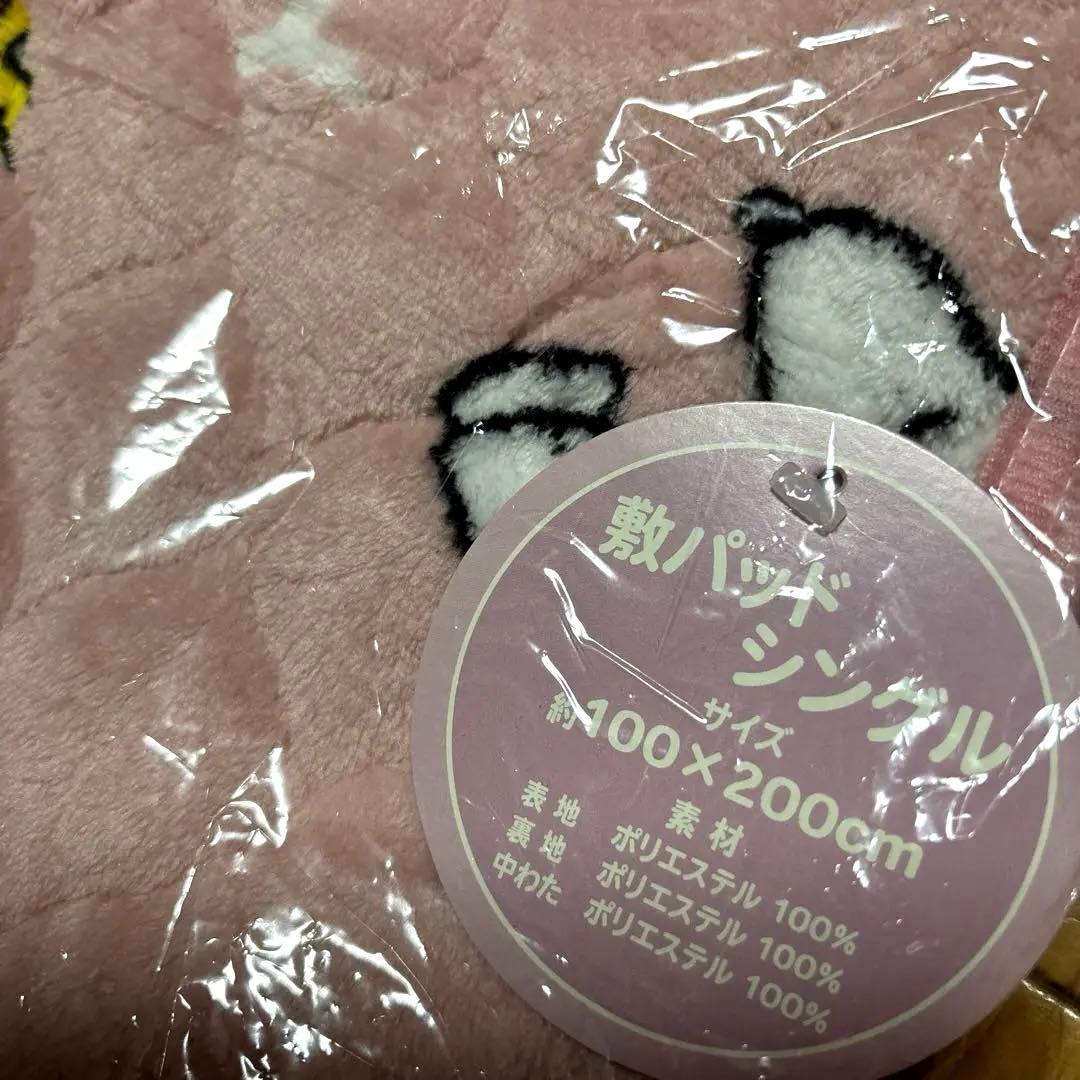 敷パッド
シングル
サイズ
約100×200cm
素材
表地 ポリエステル 100%
裏地 ポリエステル 100%
中わた ポリエステル 100%